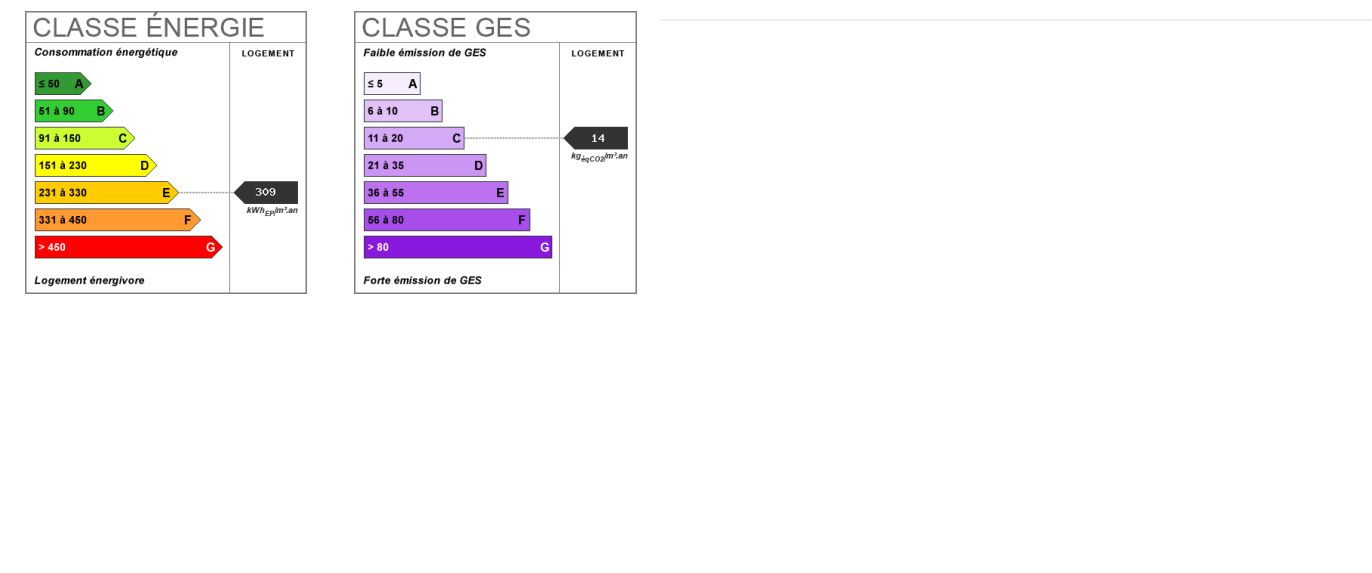 CLASSE ÉNERGIE
Consommation énergétique
LOGEMENT
≤ 50 A
51 à 90 B
91 à 150 C
151 à 230 D
231 à 330 E
309
kWhEP/m².an
331 à 450 F
> 450 G
Logement énergivore
CLASSE GES
Faible émission de GES
LOGEMENT
≤ 5 A
6 à 10 B
11 à 20 C
14
kgéqCO2/m².an
21 à 35 D
36 à 55 E
56 à 80 F
> 80 G
Forte émission de GES